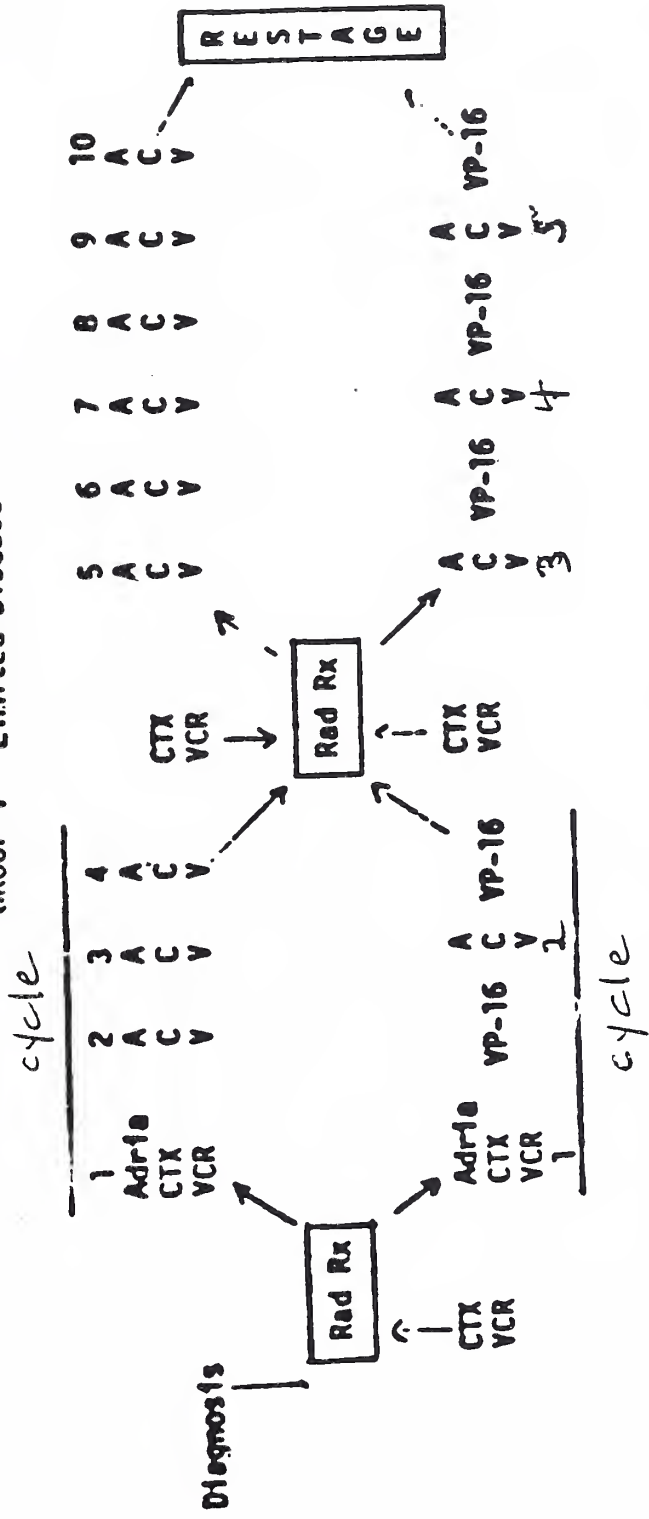 cycle
1 2 3 4 5 6 7 8 9 10
Adria A A A A A A A A A
CTX C C C C C C C C C
VCR V V V V V V V V V
CTX
VCR
Diagnosis
Rad Rx
Rad Rx
RESTAGE
CTX
VCR
CTX
VCR
Adria VP-16 A VP-16 A VP-16 A VP-16 A VP-16
CTX C C C C
VCR V V V V
1 2 3 4 5
cycle